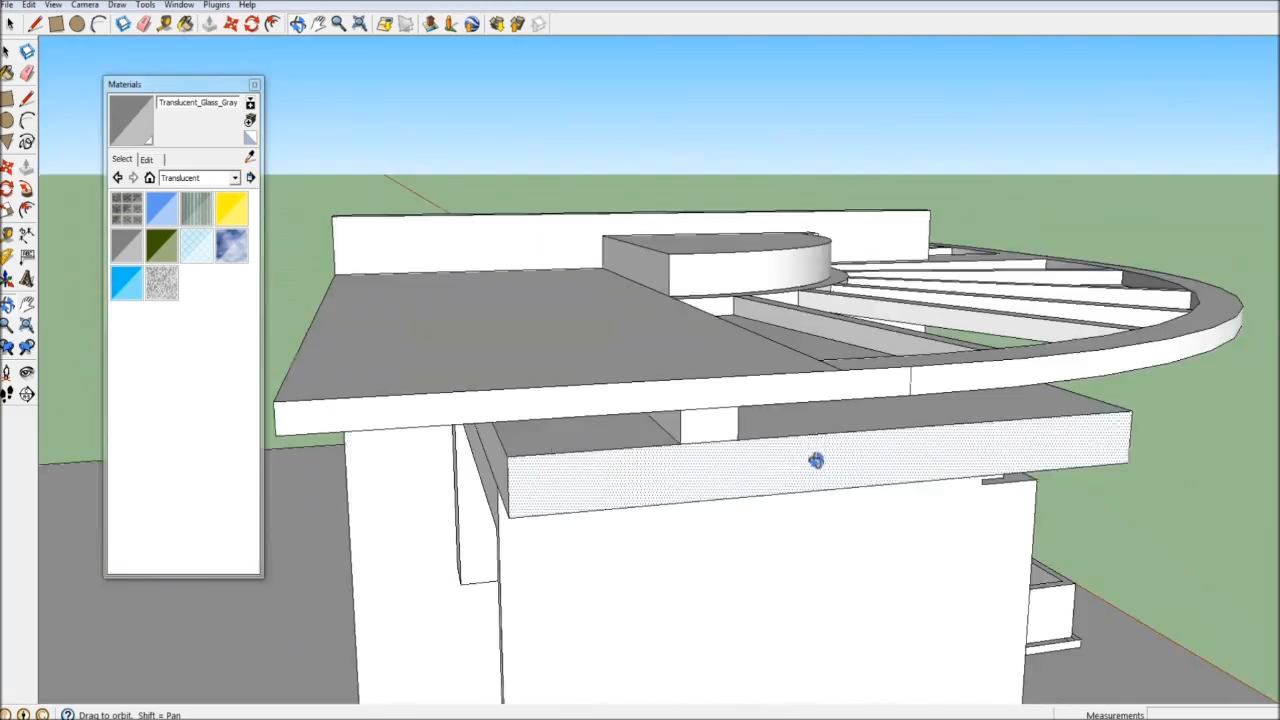 File Edit View Camera Draw Tools Window Plugins Help
Materials
Translucent_Glass_Gray
Select Edit
Translucent
Drag to orbit. Shift = Pan
Measurements